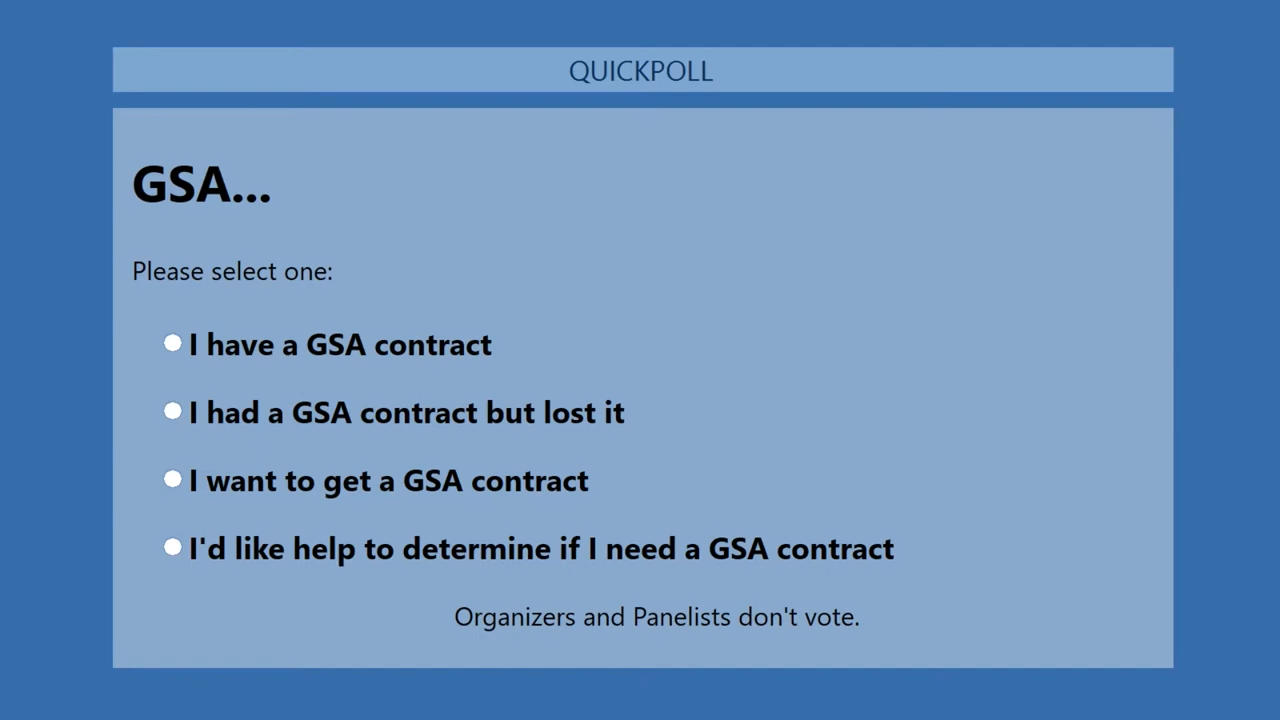 QUICKPOLL
GSA...
Please select one:
I have a GSA contract
I had a GSA contract but lost it
I want to get a GSA contract
I'd like help to determine if I need a GSA contract
Organizers and Panelists don't vote.